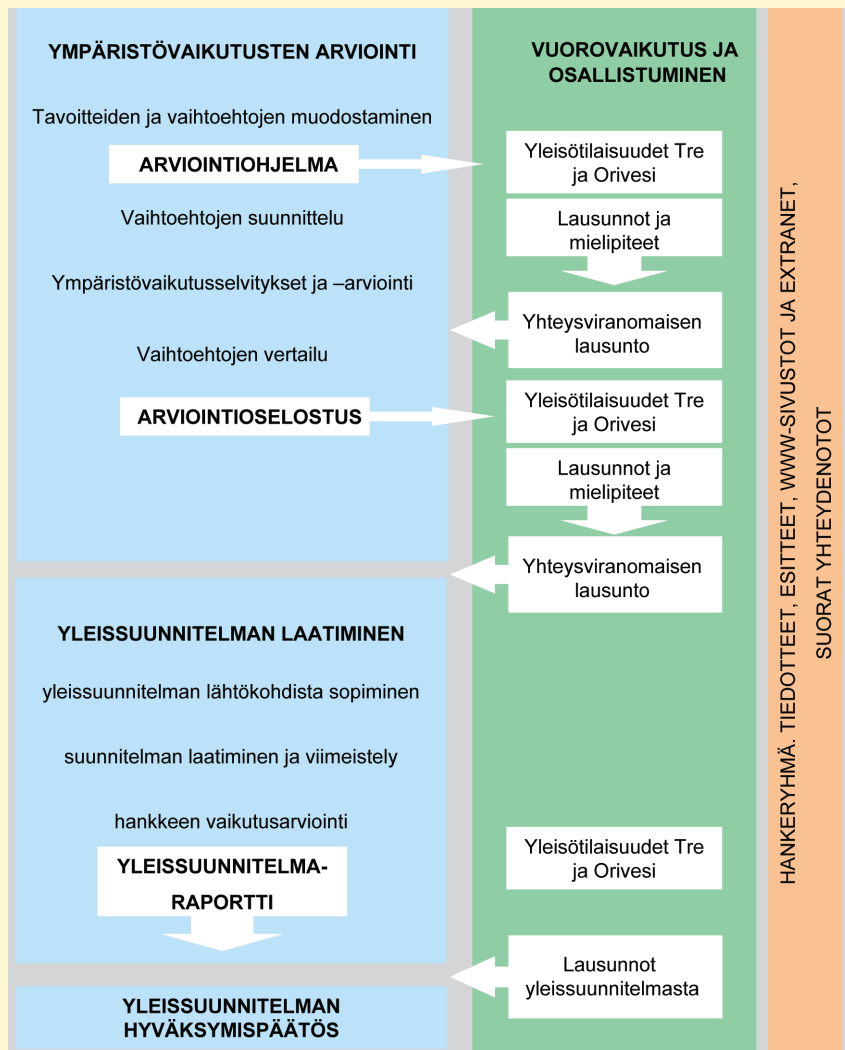 YMPÄRISTÖVAIKUTUSTEN ARVIOINTI
Tavoitteiden ja vaihtoehtojen muodostaminen
ARVIOINTIOHJELMA
Vaihtoehtojen suunnittelu
Ympäristövaikutusselvitykset ja –arviointi
Vaihtoehtojen vertailu
ARVIOINTIOSELOSTUS
YLEISSUUNNITELMAN LAATIMINEN
yleissuunnitelman lähtökohdista sopiminen
suunnitelman laatiminen ja viimeistely
hankkeen vaikutusarviointi
YLEISSUUNNITELMA-
RAPORTTI
YLEISSUUNNITELMAN
HYVÄKSYMISPÄÄTÖS
VUOROVAIKUTUS JA
OSALLISTUMINEN
Yleisötilaisuudet Tre
ja Orivesi
Lausunnot ja
mielipiteet
Yhteysviranomaisen
lausunto
Yleisötilaisuudet Tre
ja Orivesi
Lausunnot ja
mielipiteet
Yhteysviranomaisen
lausunto
Yleisötilaisuudet Tre
ja Orivesi
Lausunnot
yleissuunnitelmasta
HANKERYHMÄ. TIEDOTTEET, ESITTEET, WWW-SIVUSTOT JA EXTRANET,
SUORAT YHTEYDENOTOT